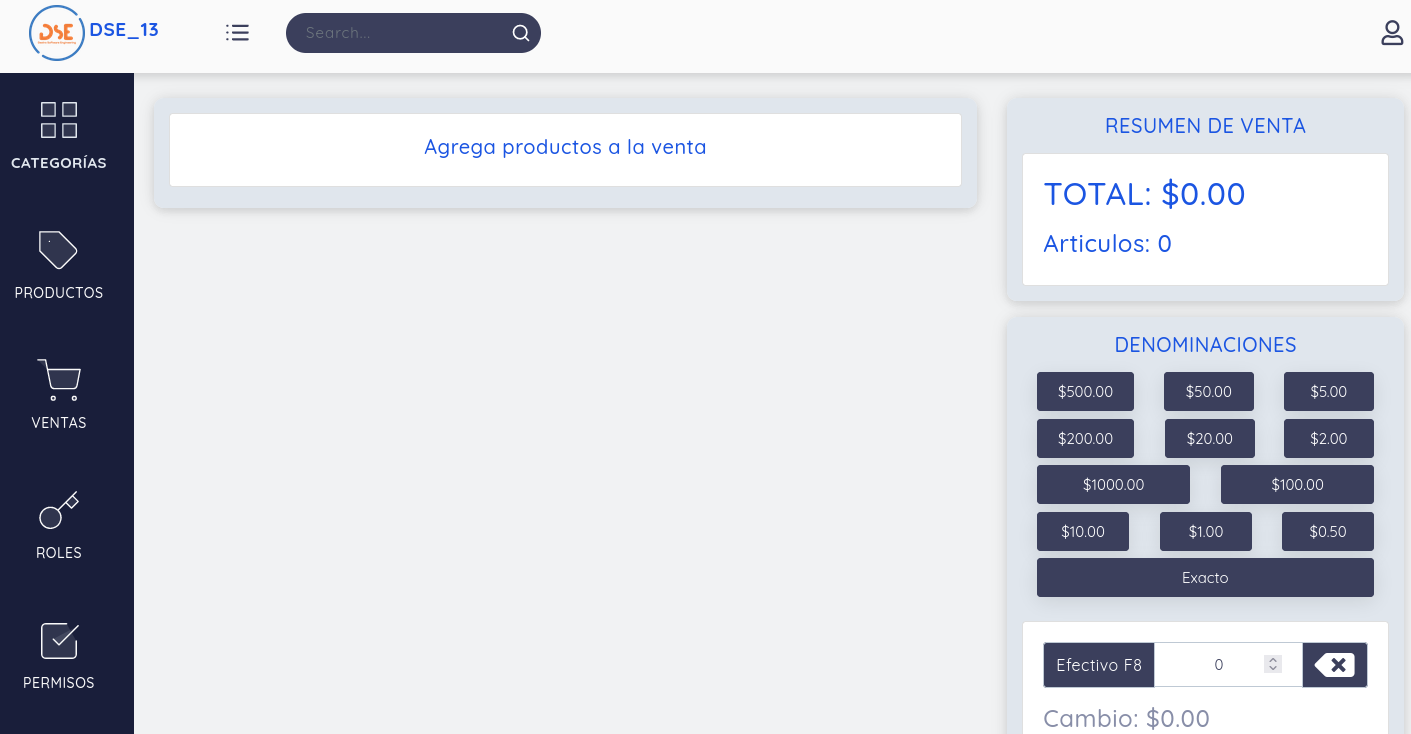 DSE
DSE_13
Search...
CATEGORÍAS
PRODUCTOS
VENTAS
ROLES
PERMISOS
Agrega productos a la venta
RESUMEN DE VENTA
TOTAL: $0.00
Articulos: 0
DENOMINACIONES
$500.00 $50.00 $5.00
$200.00 $20.00 $2.00
$1000.00 $100.00
$10.00 $1.00 $0.50
Exacto
Efectivo F8 0
Cambio: $0.00